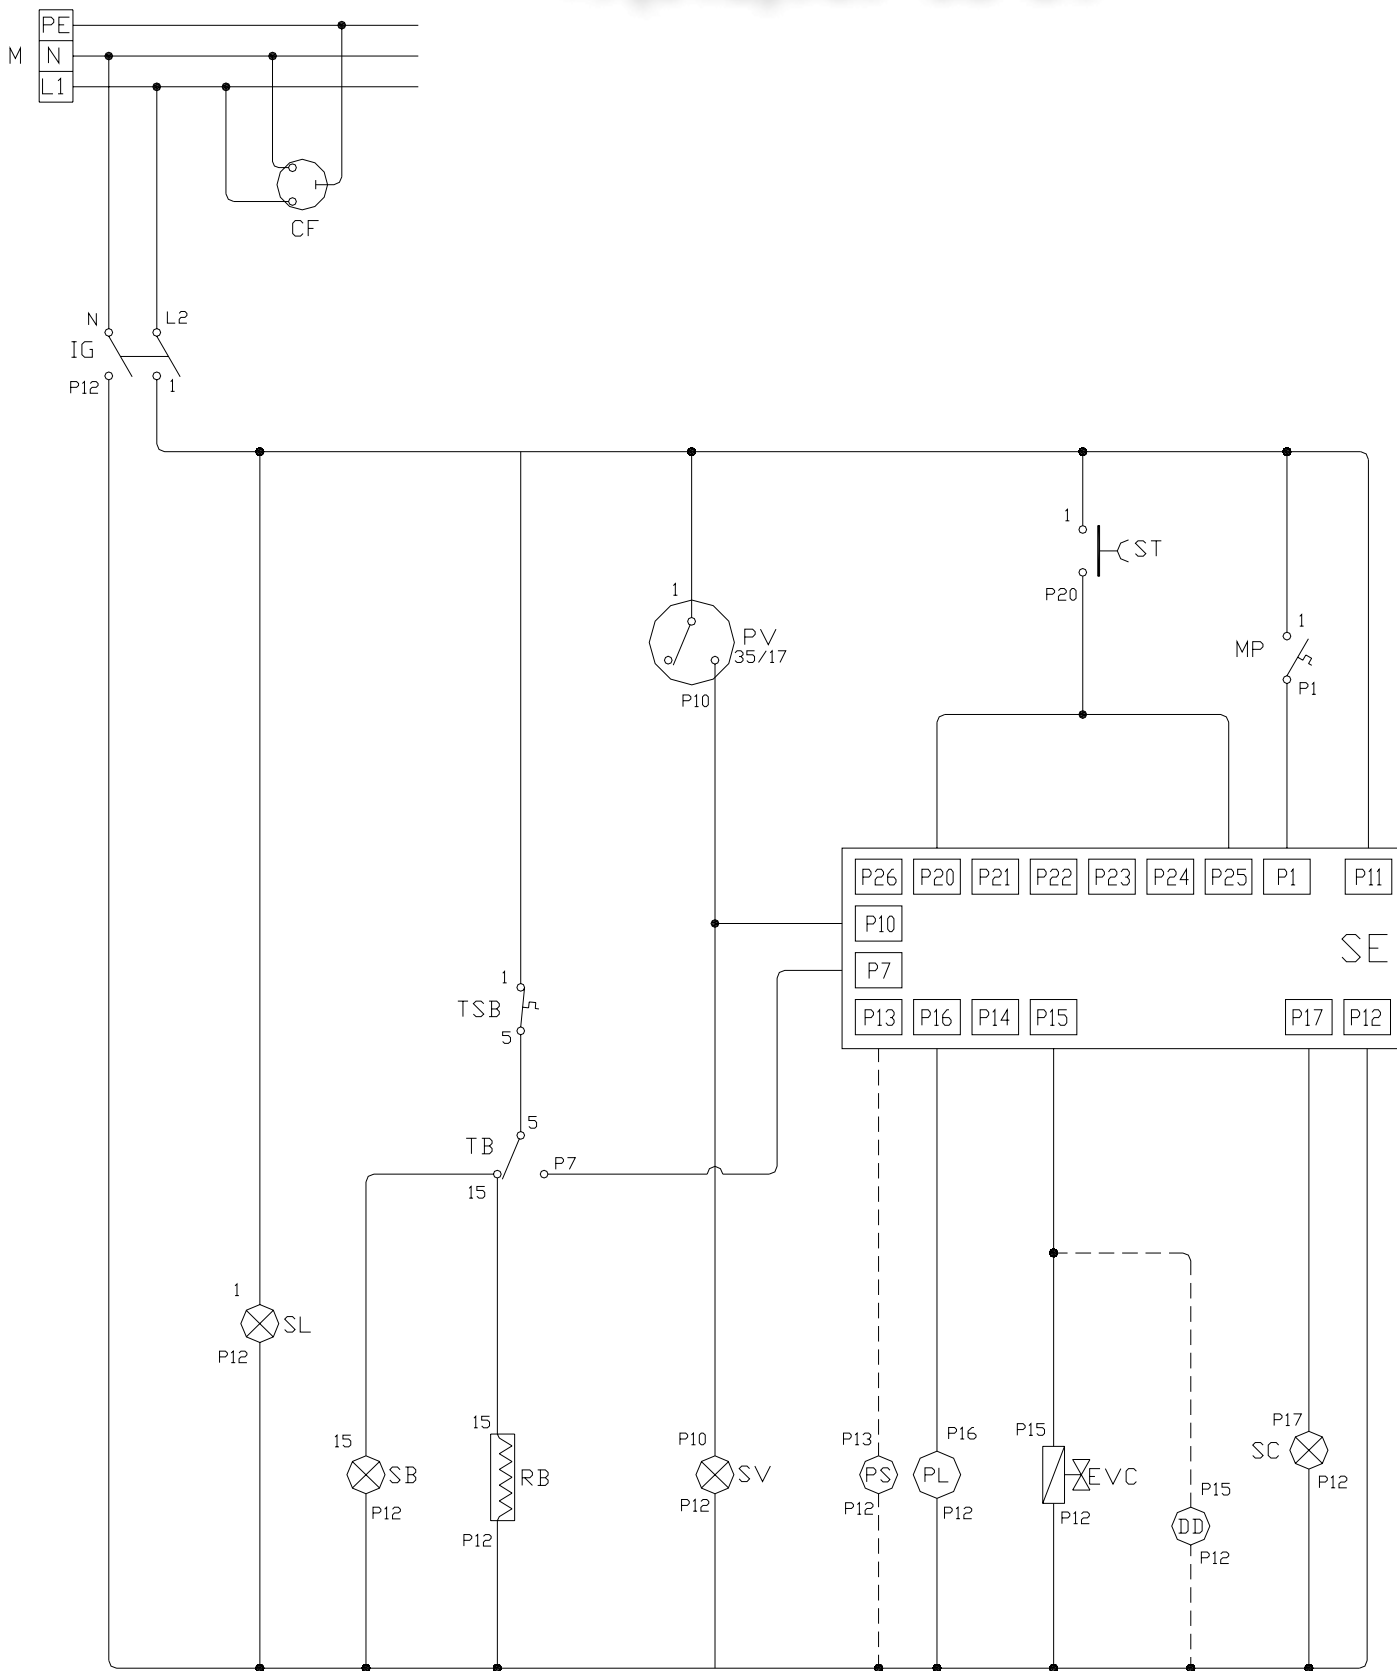 PE
M N
L1
CF
N L2
IG
P12 1
1
ST
P20
1
PV
35/17
P10
1
MP
P1
P26 P20 P21 P22 P23 P24 P25 P1 P11
P10
SE
P7
P13 P16 P14 P15 P17 P12
1
TSB
5
5
TB
P7
15
1
SL
P12
15
SB
P12
15
RB
P12
P10
SV
P12
P13
PS
P12
P16
PL
P12
P15
EVC
P12
P15
DD
P12
P17
SC
P12